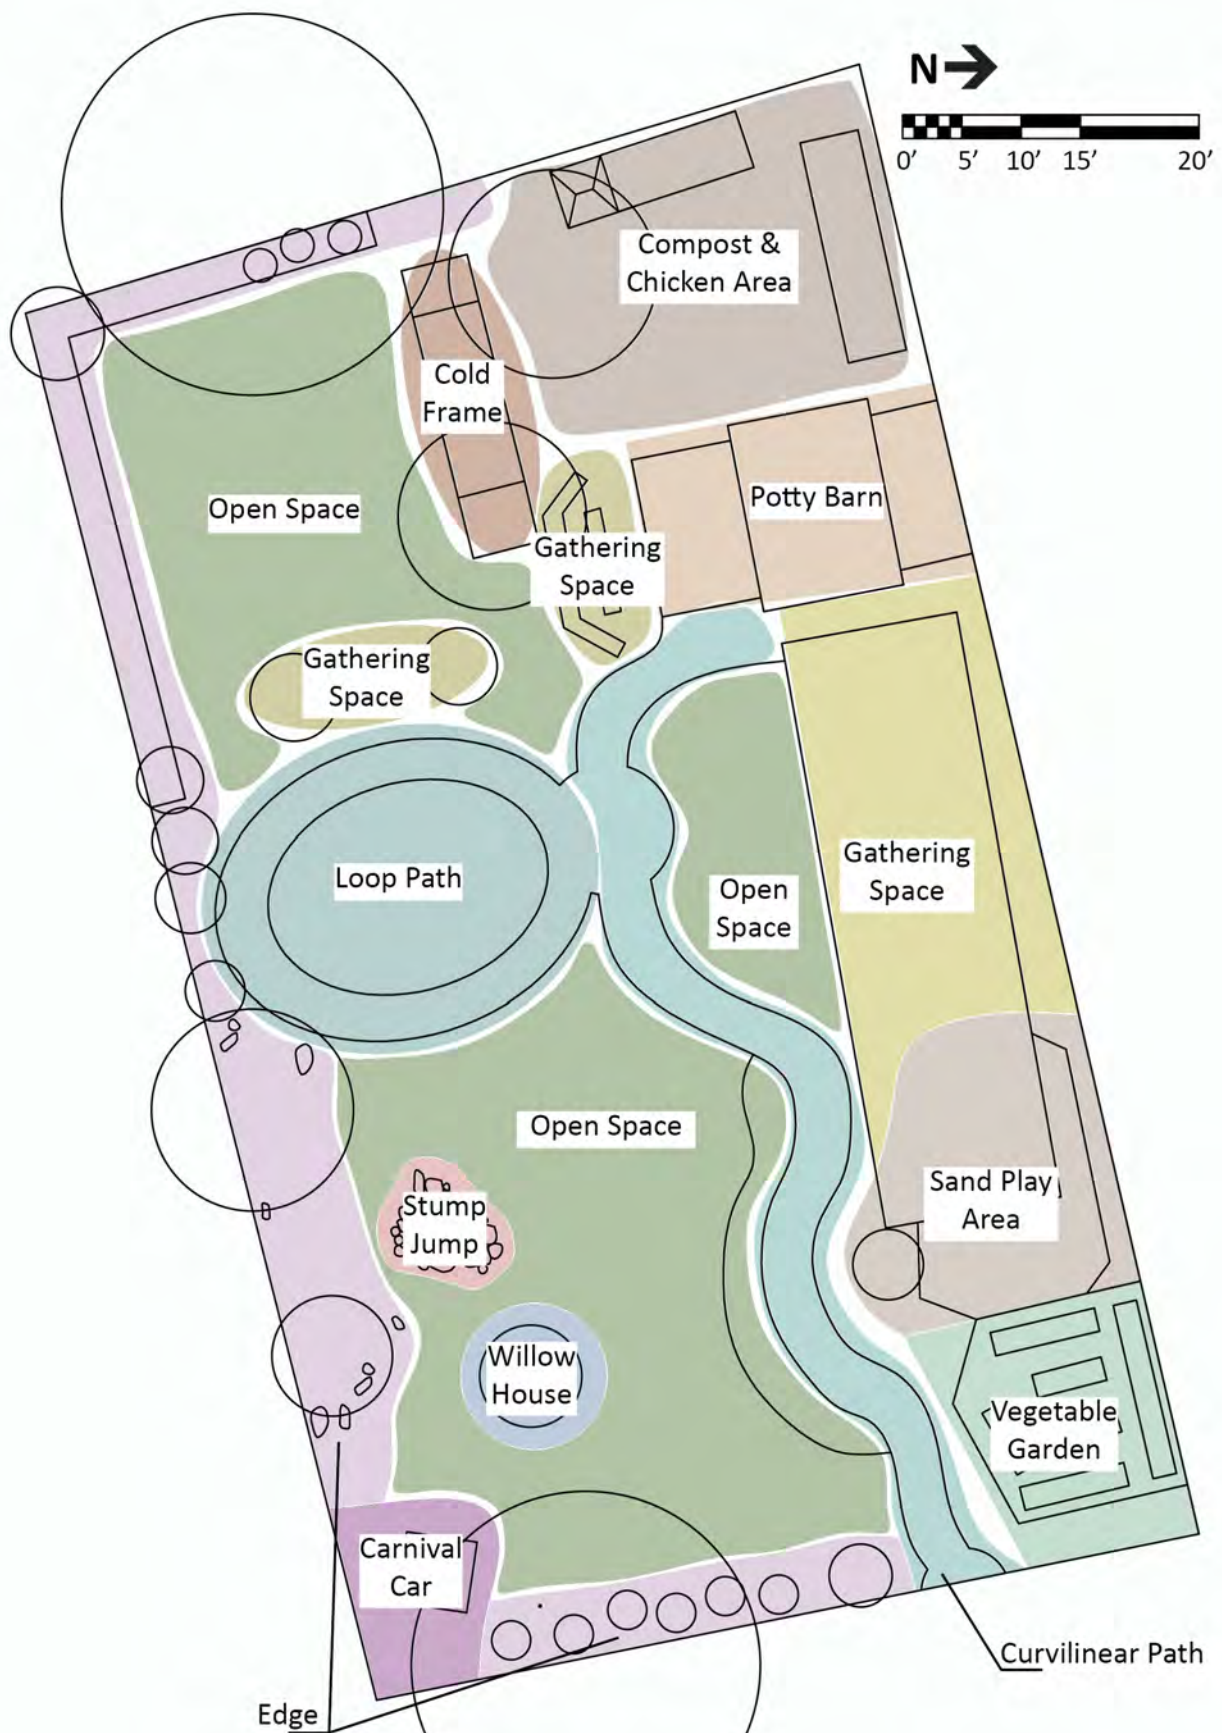 N
0' 5' 10' 15' 20'
Compost &
Chicken Area
Cold
Frame
Open Space
Potty Barn
Gathering
Space
Gathering
Space
Loop Path
Gathering
Space
Open
Space
Open Space
Sand Play
Area
Stump
Jump
Willow
House
Vegetable
Garden
Carnival
Car
Curvilinear Path
Edge